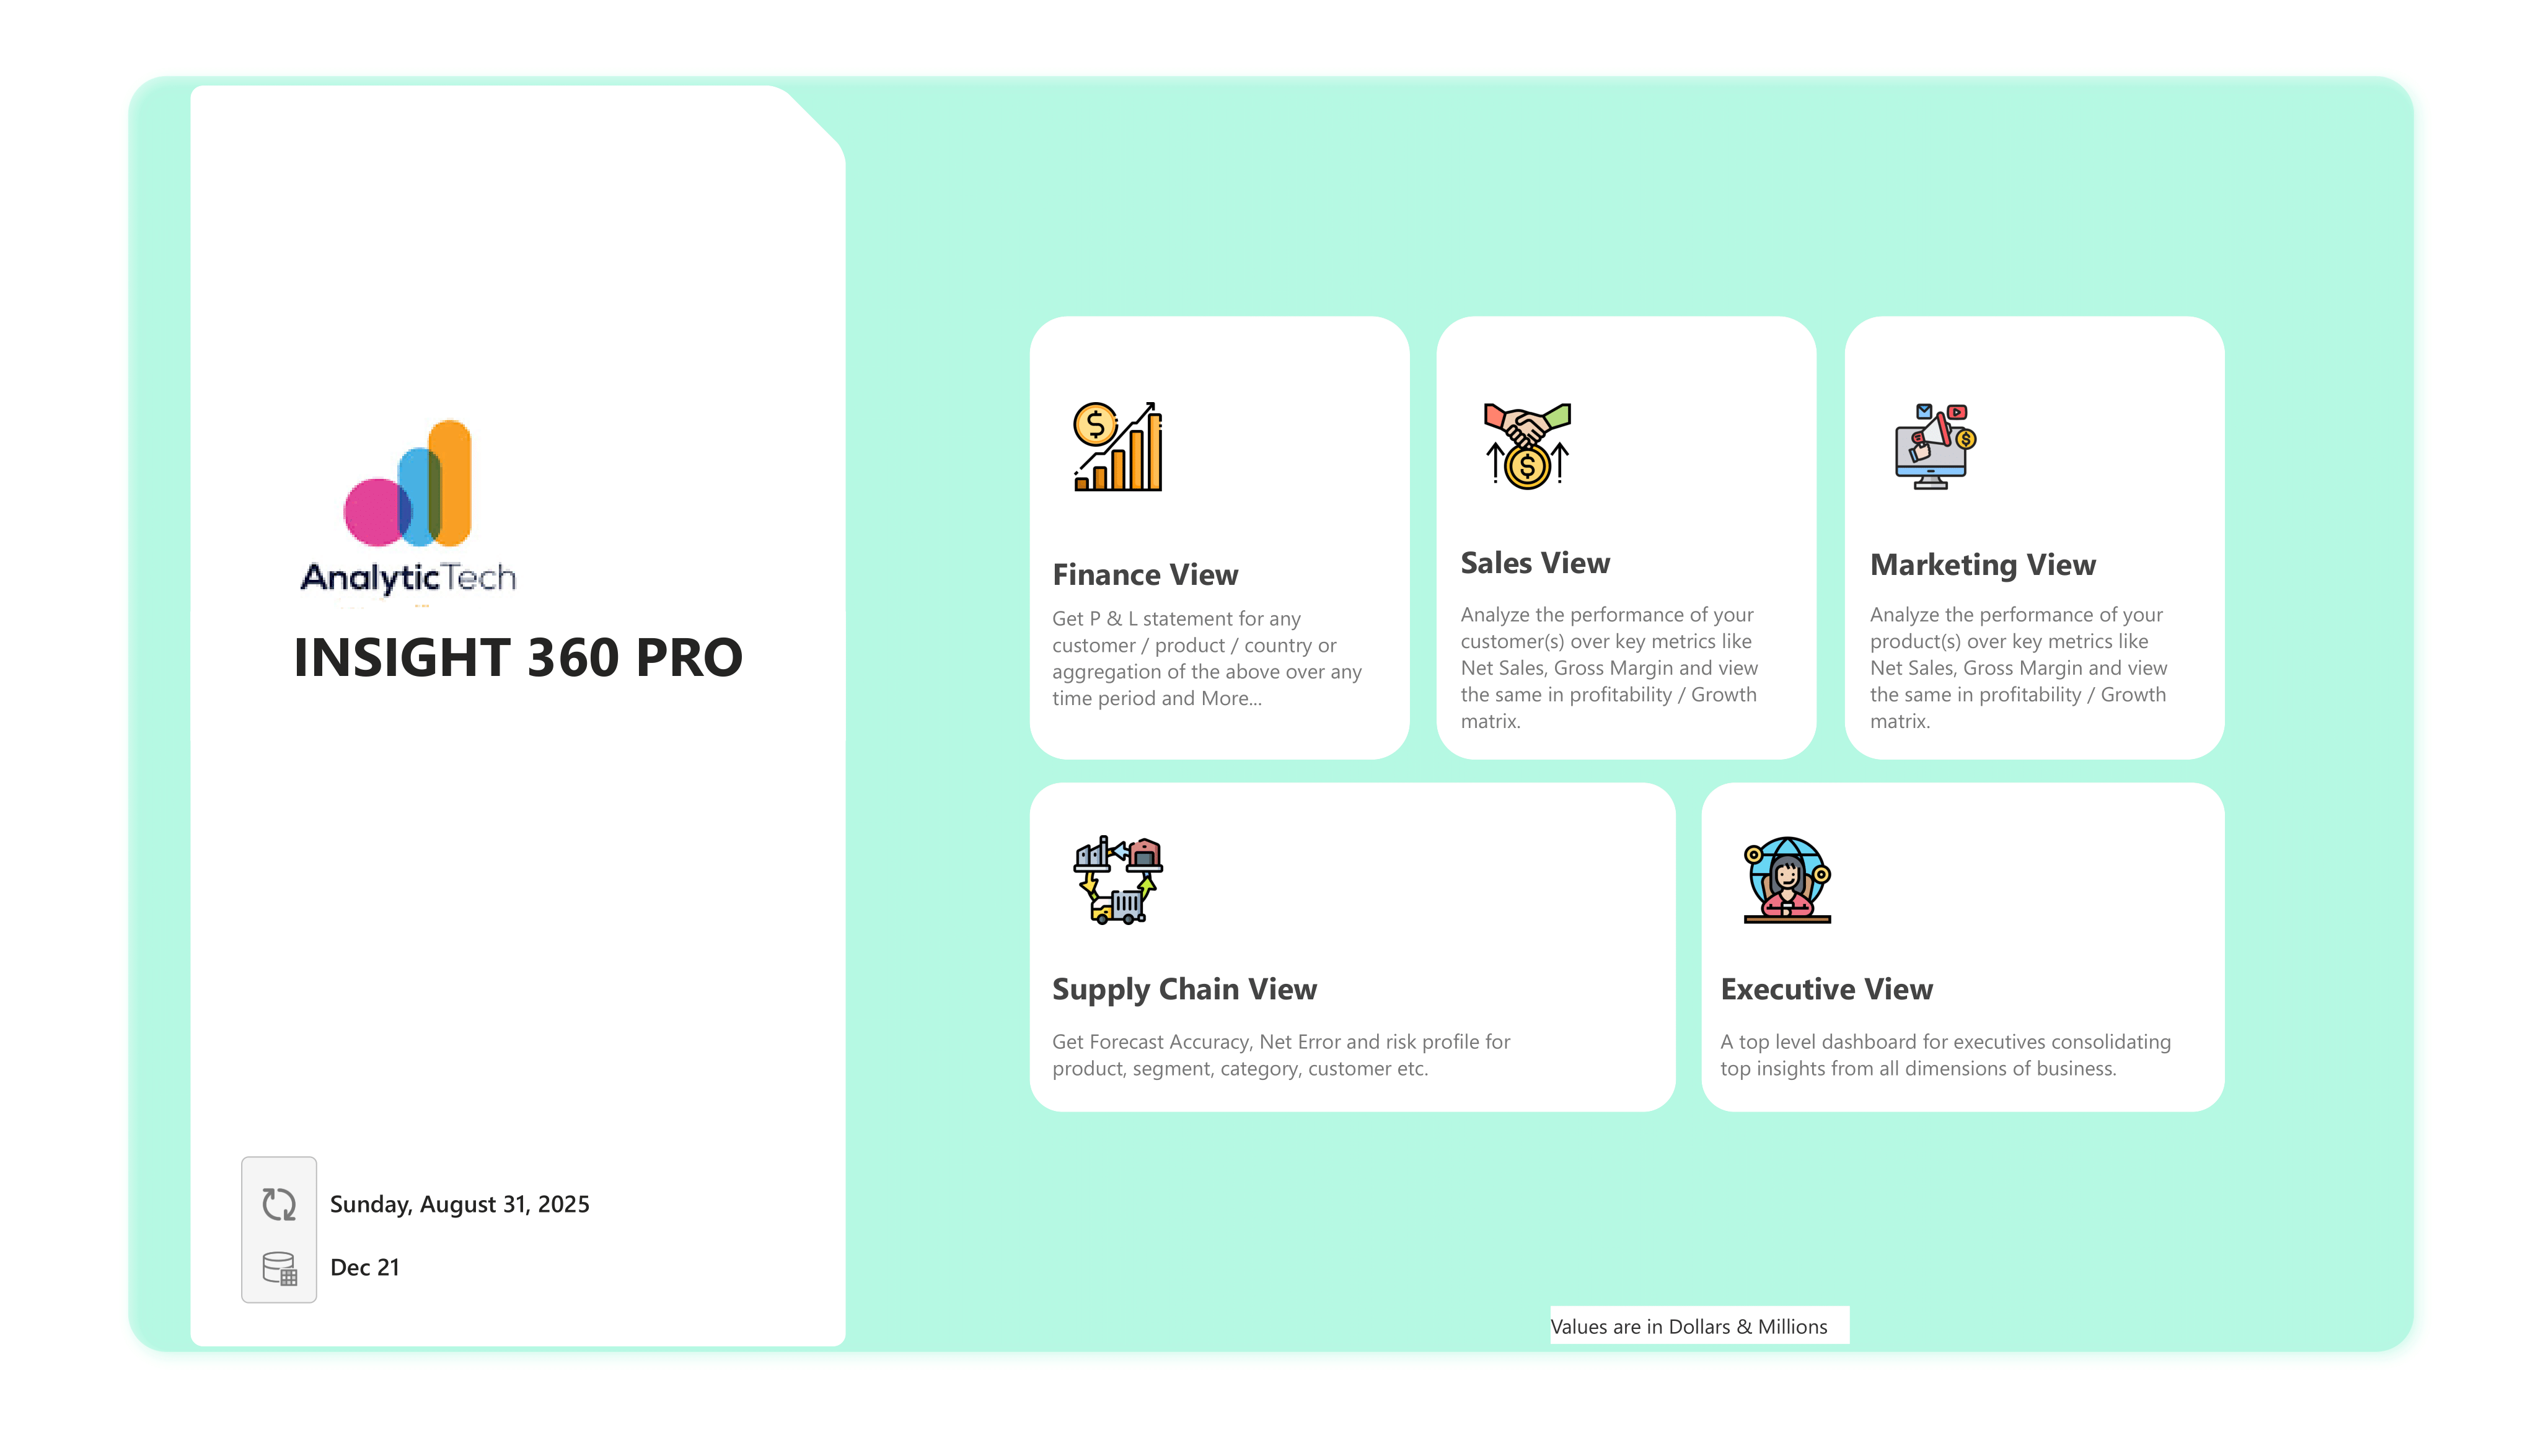 AnalyticTech
INSIGHT 360 PRO
Sunday, August 31, 2025
Dec 21
Finance View
Get P & L statement for any
customer / product / country or
aggregation of the above over any
time period and More...
Sales View
Analyze the performance of your
customer(s) over key metrics like
Net Sales, Gross Margin and view
the same in profitability / Growth
matrix.
Marketing View
Analyze the performance of your
product(s) over key metrics like
Net Sales, Gross Margin and view
the same in profitability / Growth
matrix.
Supply Chain View
Get Forecast Accuracy, Net Error and risk profile for
product, segment, category, customer etc.
Executive View
A top level dashboard for executives consolidating
top insights from all dimensions of business.
Values are in Dollars & Millions